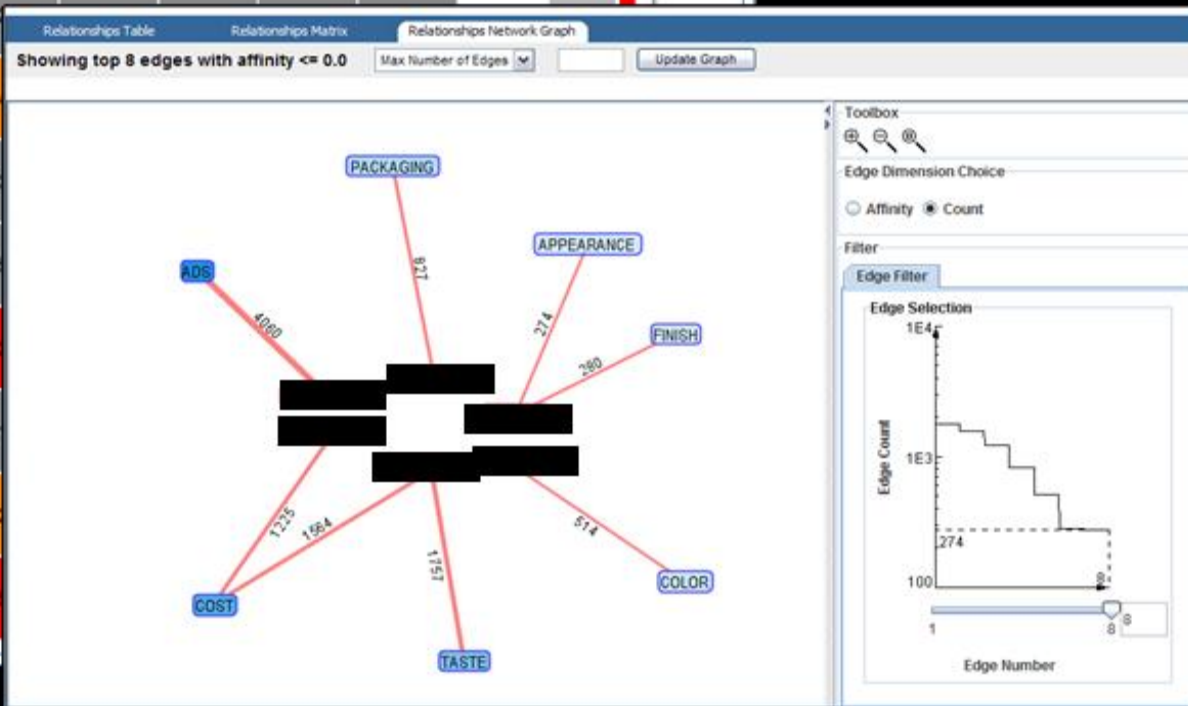 Relationships Table
Relationships Matrix
Relationships Network Graph
Showing top 8 edges with affinity <= 0.0
Max Number of Edges
Update Graph
PACKAGING
APPEARANCE
ADS
FINISH
827
274
4060
280
1225
1564
1757
514
COST
TASTE
COLOR
Toolbox
Edge Dimension Choice
Affinity
Count
Filter
Edge Filter
Edge Selection
1E4
Edge Count
1E3
274
100
8
1
8
8
Edge Number